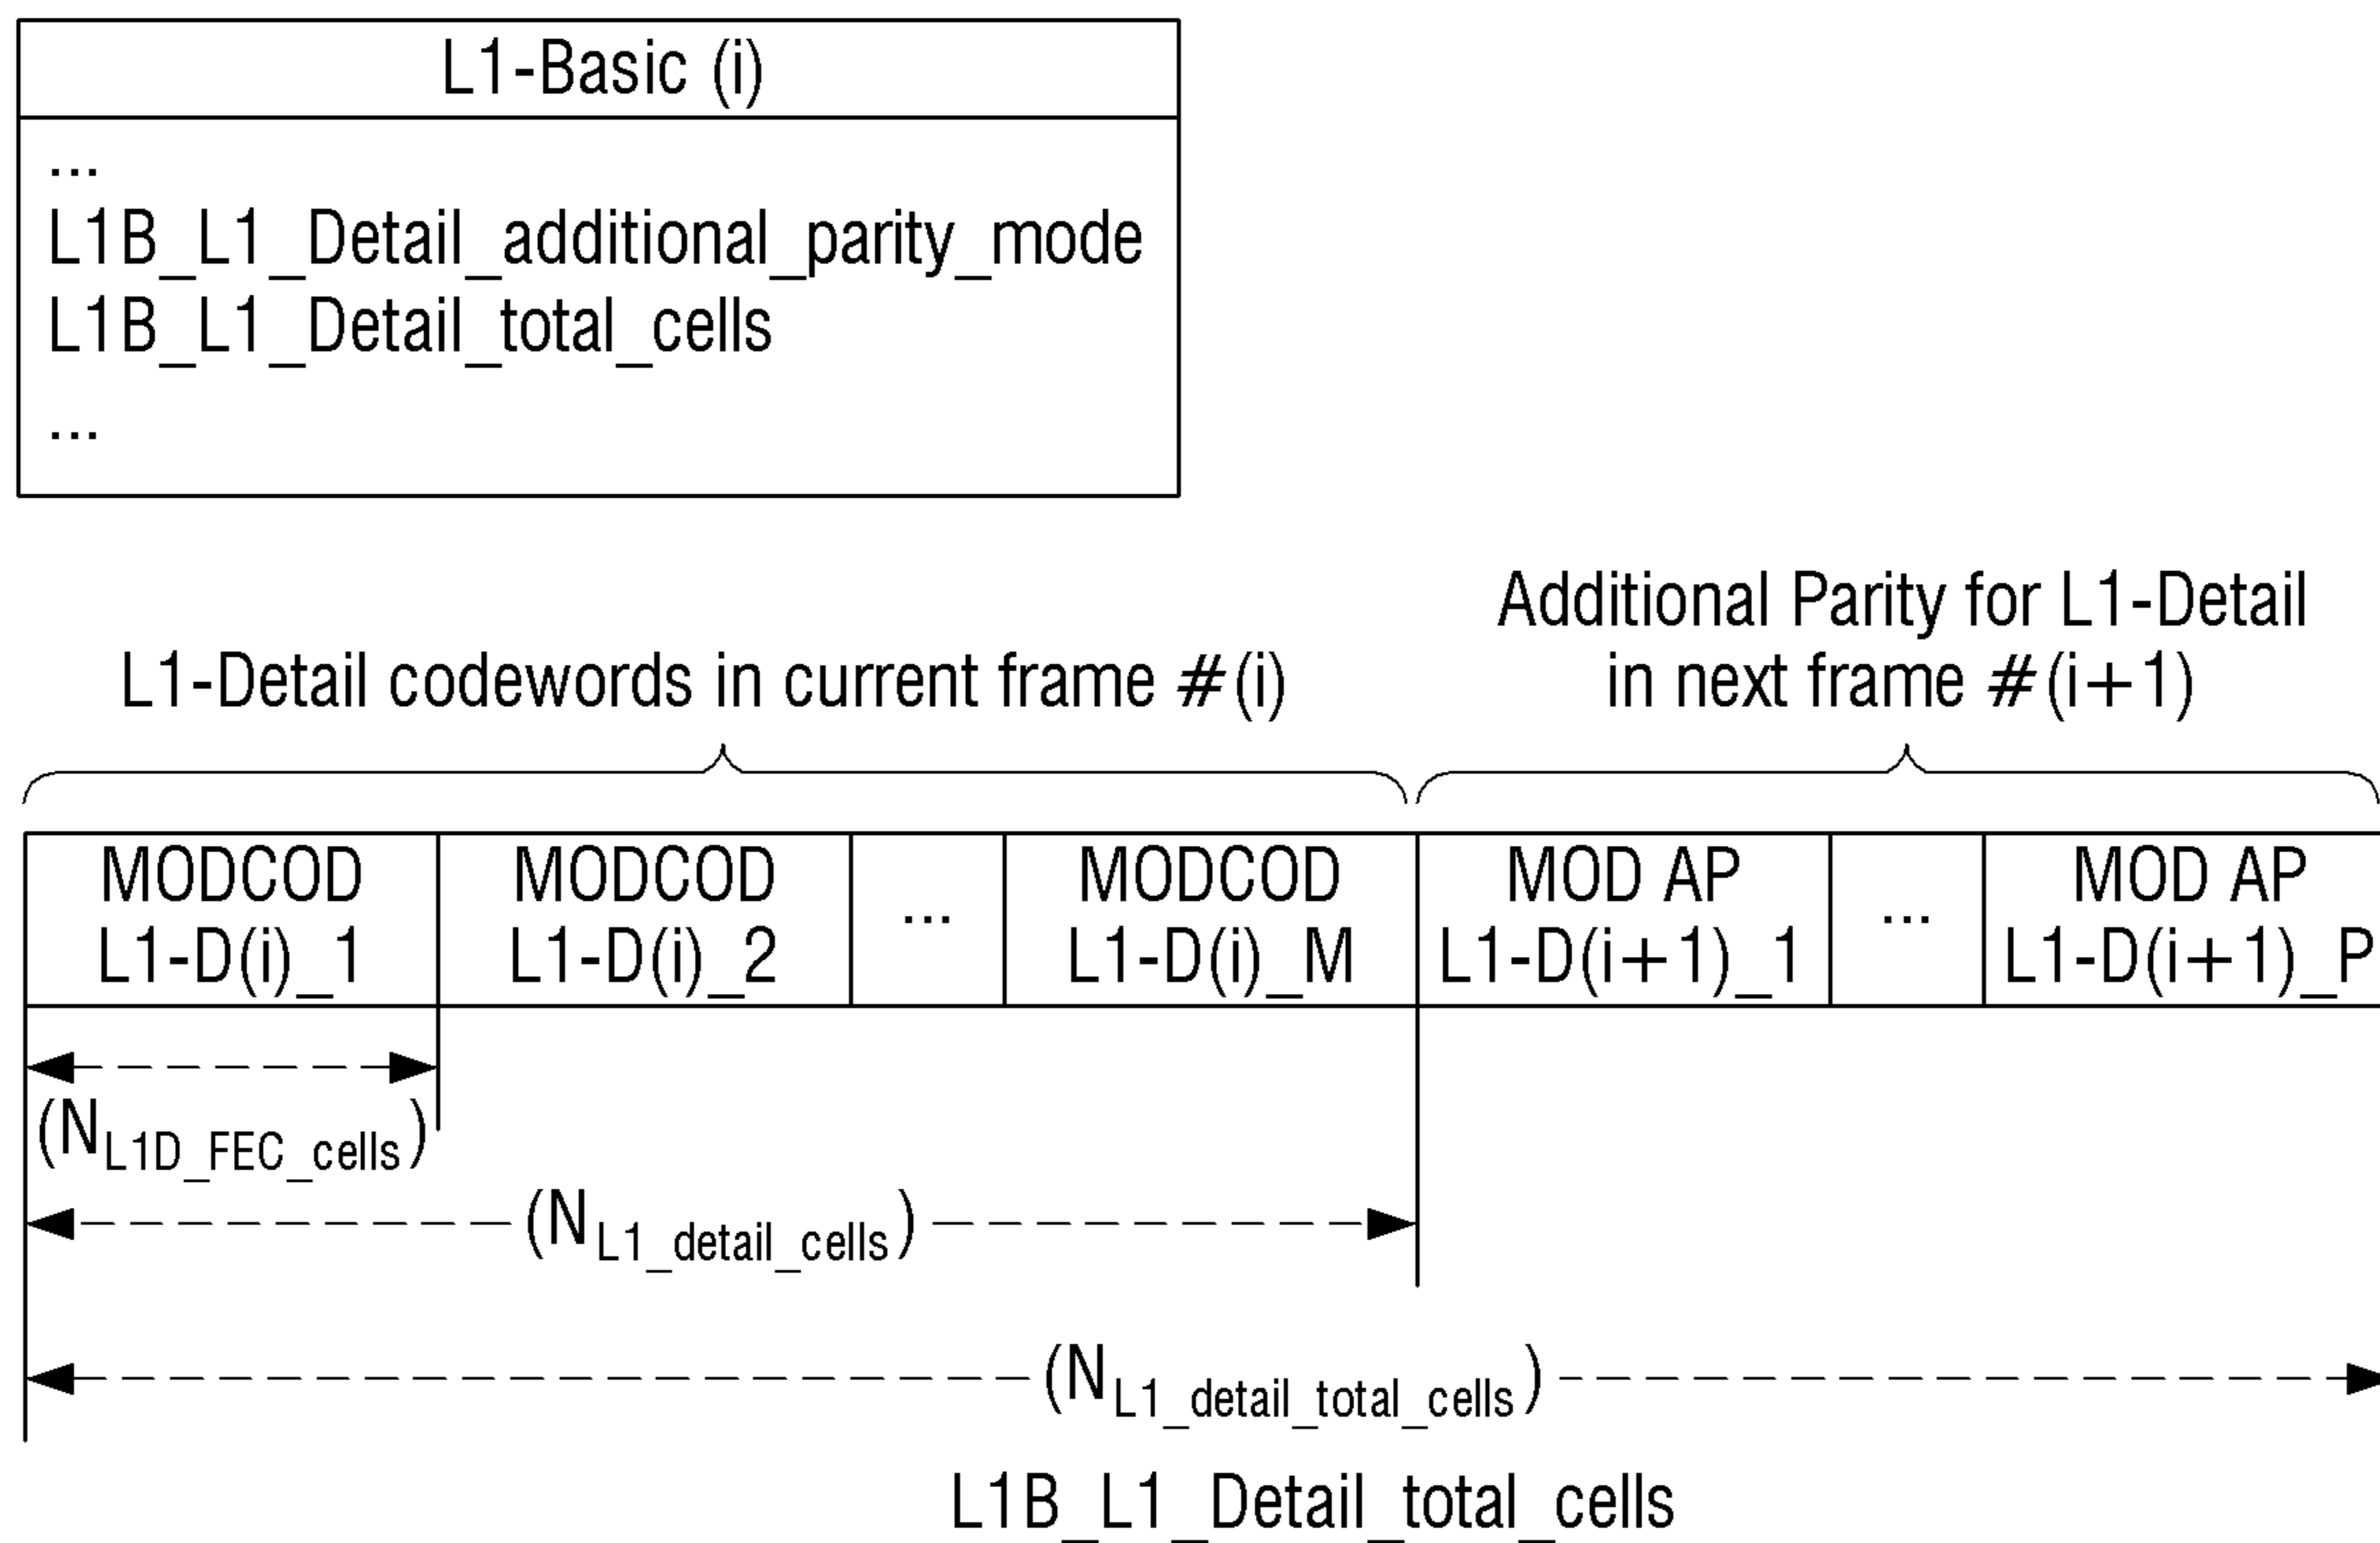 L1-Basic (i)
...
L1B_L1_Detail_additional_parity_mode
L1B_L1_Detail_total_cells
...
Additional Parity for L1-Detail
in next frame #(i+1)
L1-Detail codewords in current frame #(i)
MODCOD
L1-D(i)_1
MODCOD
L1-D(i)_2
...
MODCOD
L1-D(i)_M
MOD AP
L1-D(i+1)_1
...
MOD AP
L1-D(i+1)_P
(NL1D_FEC_cells)
(NL1_detail_cells)
(NL1_detail_total_cells)
L1B_L1_Detail_total_cells